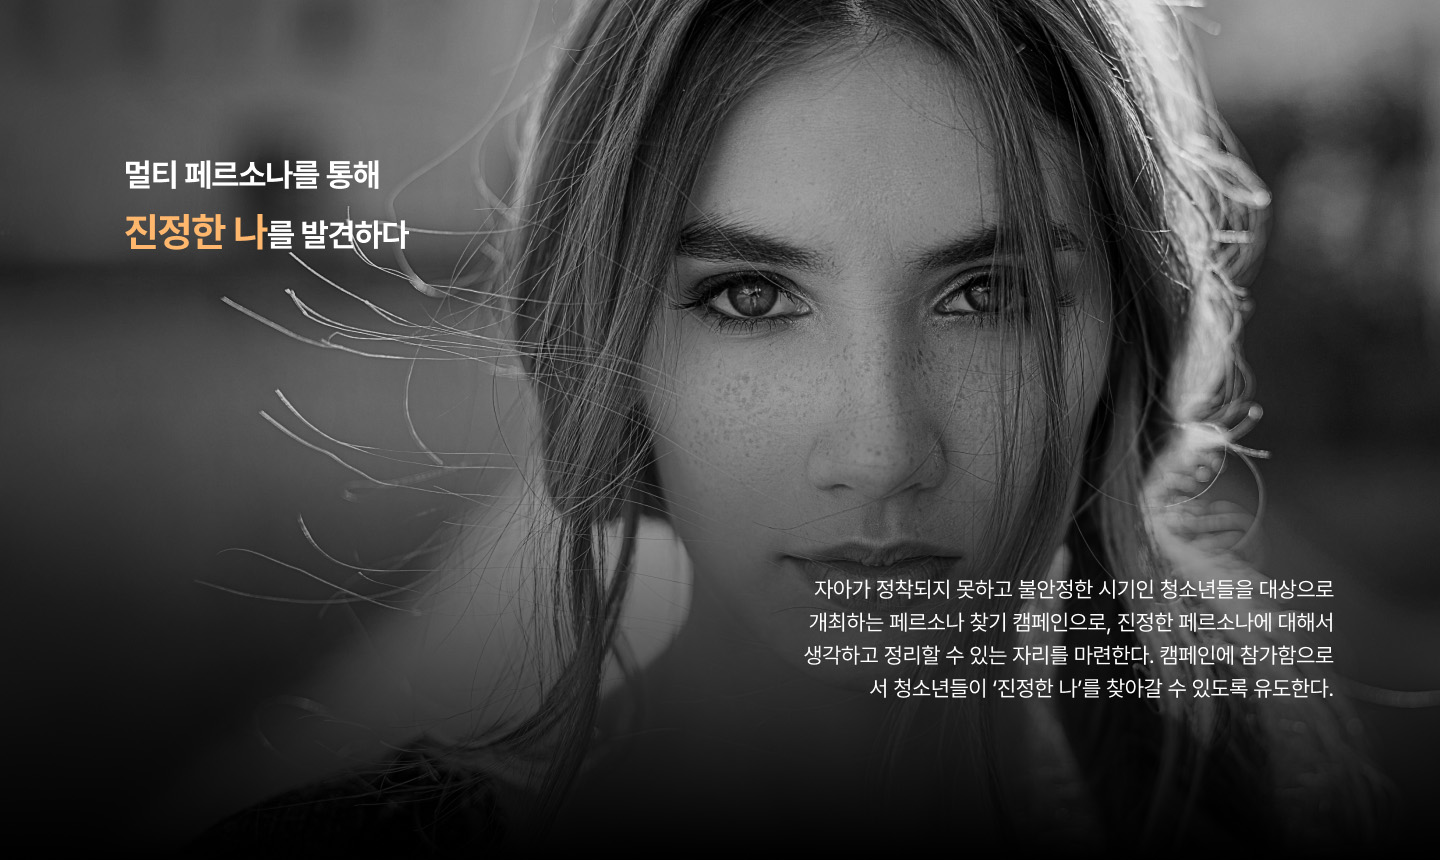 멀티 페르소나를 통해
진정한 나를 발견하다
자아가 정착되지 못하고 불안정한 시기인 청소년들을 대상으로
개최하는 페르소나 찾기 캠페인으로, 진정한 페르소나에 대해서
생각하고 정리할 수 있는 자리를 마련한다. 캠페인에 참가함으로
서 청소년들이 ‘진정한 나’를 찾아갈 수 있도록 유도한다.